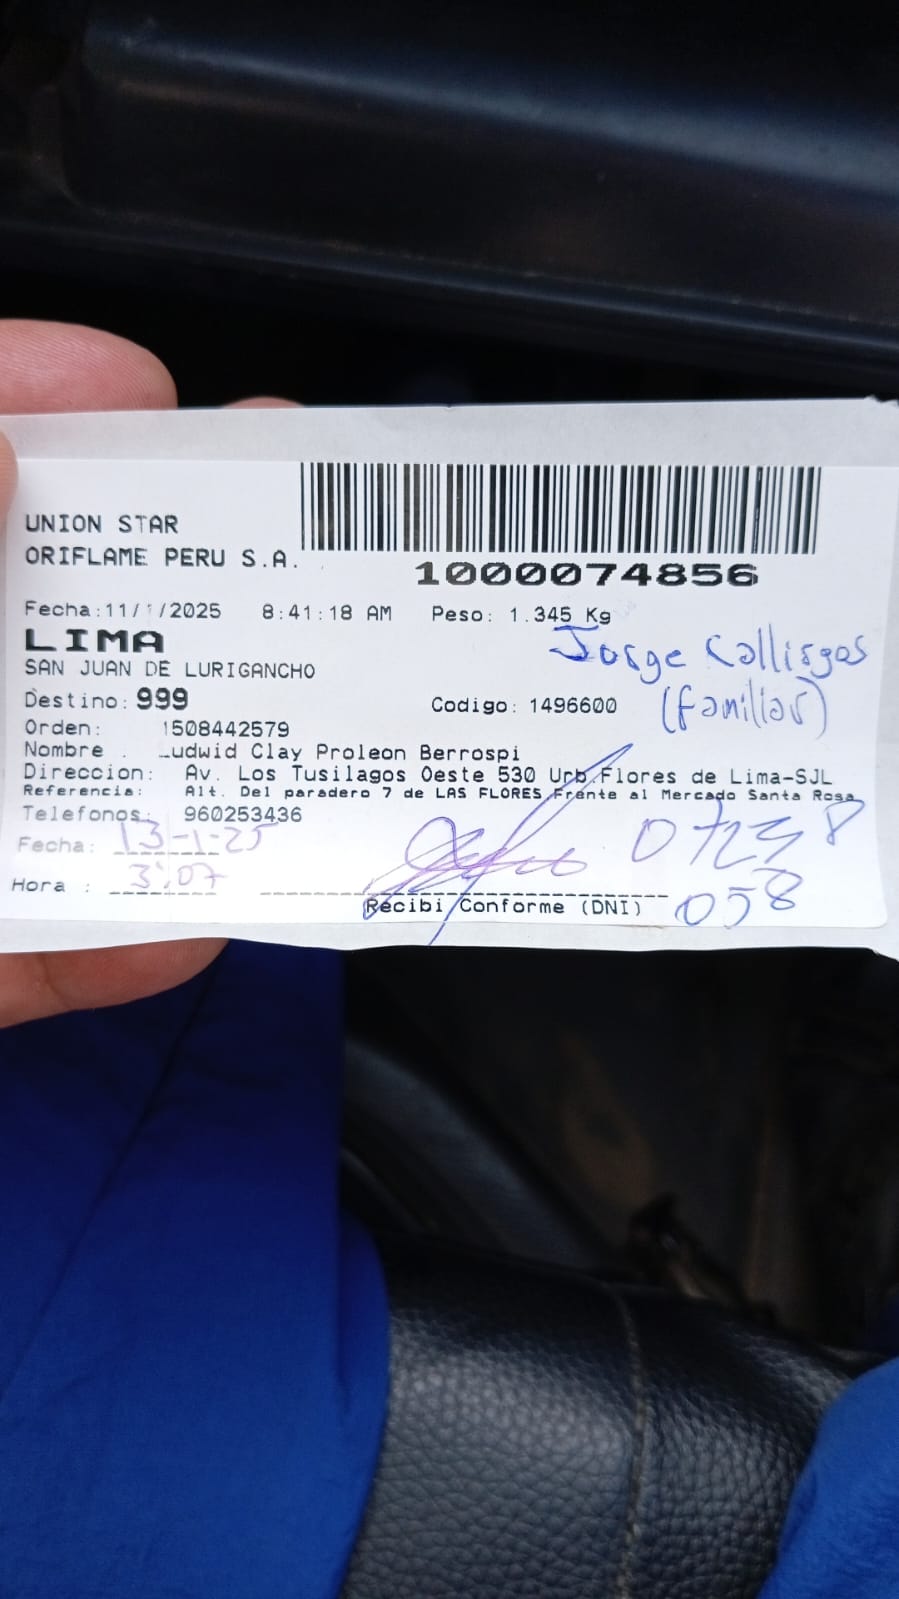 UNION STAR
ORIFLAME PERU S.A.
1000074856
Fecha:11/1/2025 8:41:18 AM Peso: 1.345 Kg
LIMA
Jorge Callirgos
SAN JUAN DE LURIGANCHO
(familiar)
Destino: 999 Codigo: 1496600
Orden: 1508442579
Nombre : Ludwid Clay Proleon Berrospi
Direccion: Av. Los Tusilagos Oeste 530 Urb.Flores de Lima-SJL
Referencia: Alt. Del paradero 7 de LAS FLORES.Frente al Mercado Santa Rosa
Telefonos: 960253436
Fecha: 13-1-25
Hora : 3:07
Recibi Conforme (DNI)
058